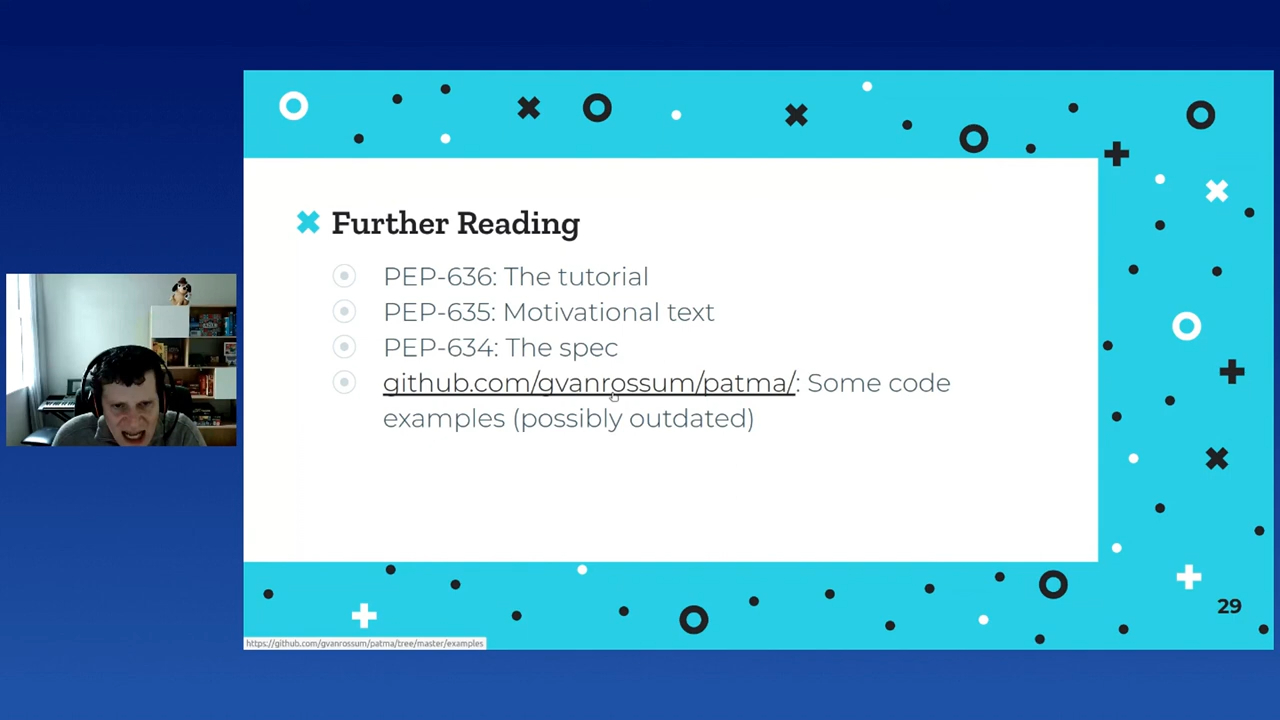 Further Reading
PEP-636: The tutorial
PEP-635: Motivational text
PEP-634: The spec
github.com/gvanrossum/patma/: Some code
examples (possibly outdated)
29
https://github.com/gvanrossum/patma/tree/master/examples